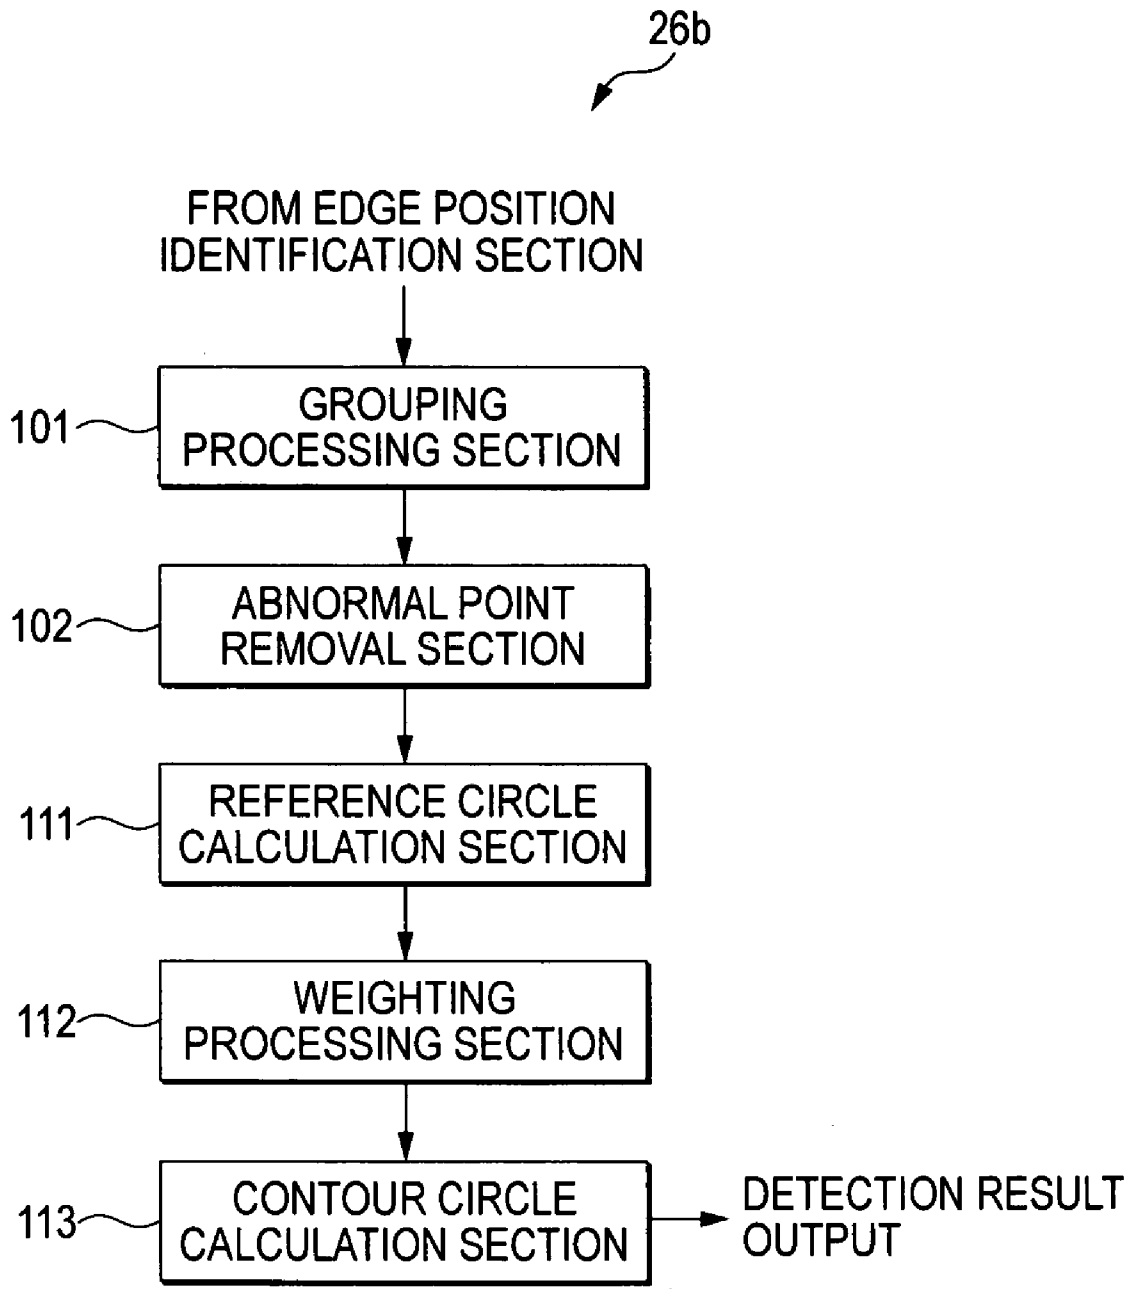 26b
FROM EDGE POSITION
IDENTIFICATION SECTION
101
GROUPING
PROCESSING SECTION
102
ABNORMAL POINT
REMOVAL SECTION
111
REFERENCE CIRCLE
CALCULATION SECTION
112
WEIGHTING
PROCESSING SECTION
113
CONTOUR CIRCLE
CALCULATION SECTION
DETECTION RESULT
OUTPUT